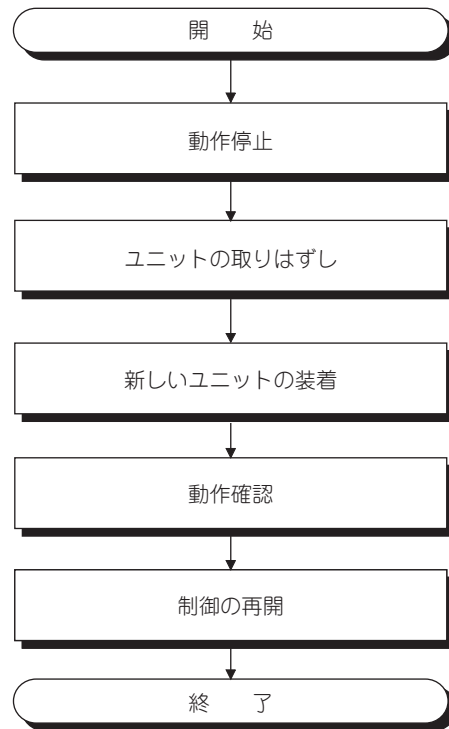 開　始
動作停止
ユニットの取りはずし
新しいユニットの装着
動作確認
制御の再開
終　了